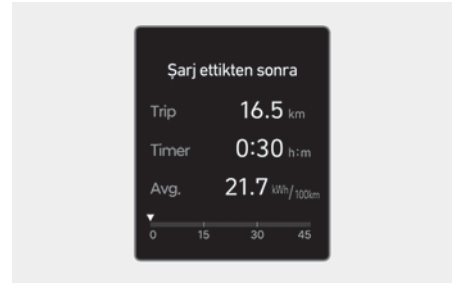 Şarj ettikten sonra
Trip 16.5 km
Timer 0:30 h:m
Avg. 21.7 kWh/100km
0 15 30 45